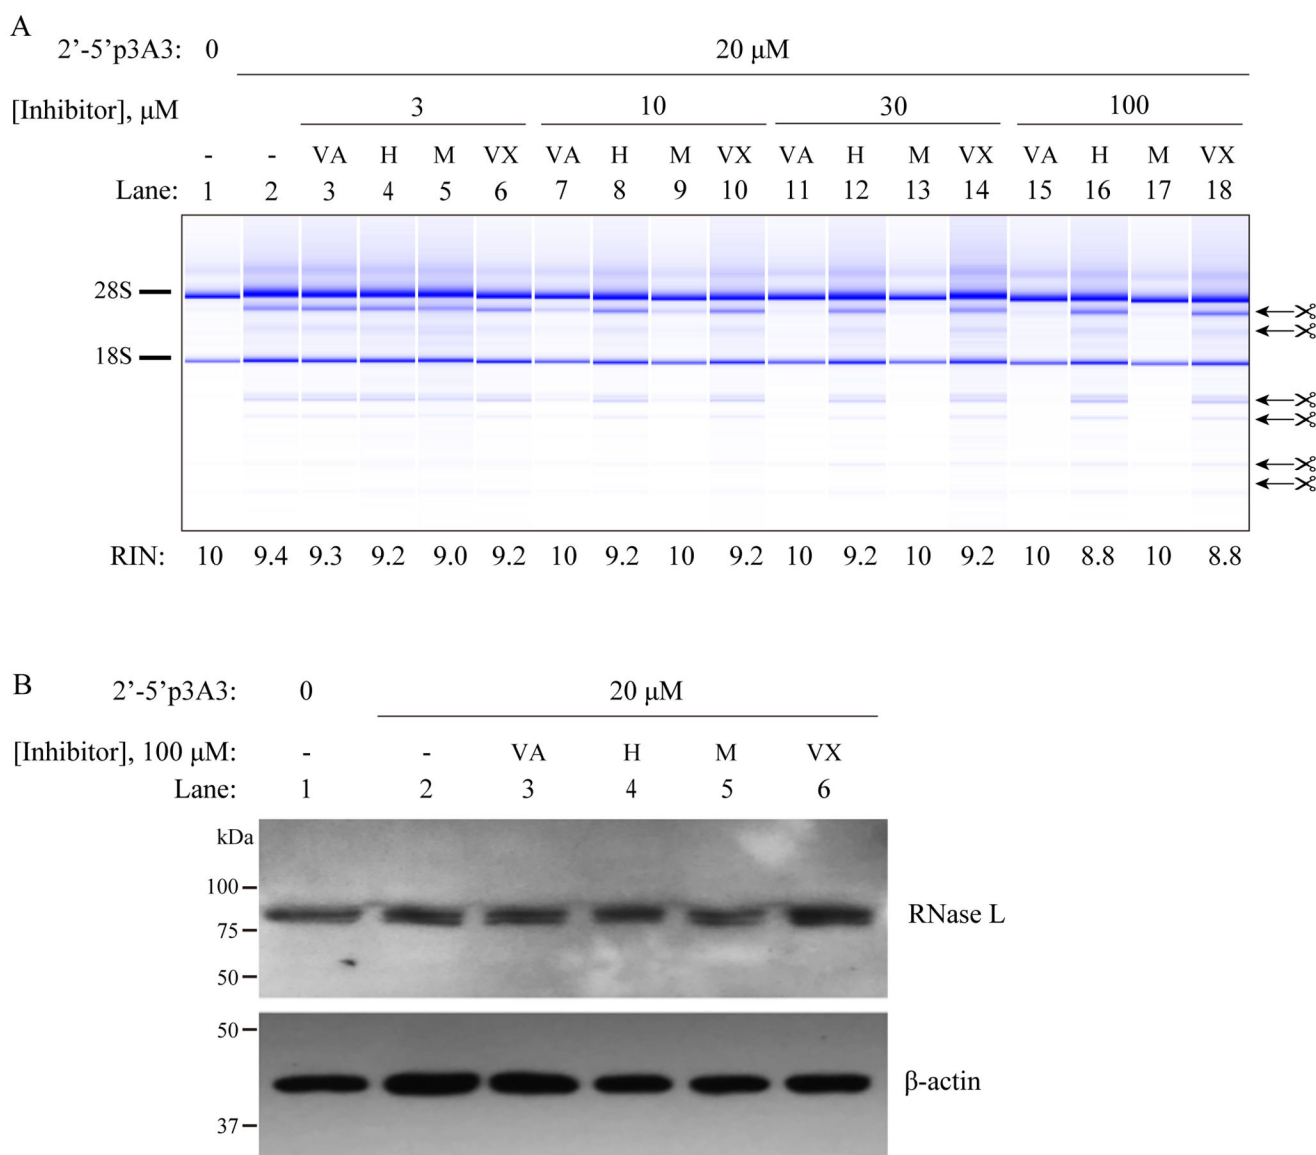 A
2’-5’p3A3: 0 20 μM
[Inhibitor], μM 3 10 30 100
- - VA H M VX VA H M VX VA H M VX VA H M VX
Lane: 1 2 3 4 5 6 7 8 9 10 11 12 13 14 15 16 17 18
28S
18S
RIN: 10 9.4 9.3 9.2 9.0 9.2 10 9.2 10 9.2 10 9.2 10 9.2 10 8.8 10 8.8
B
2’-5’p3A3: 0 20 μM
[Inhibitor], 100 μM: - - VA H M VX
Lane: 1 2 3 4 5 6
kDa
100
75
50
RNase L
50
37
β-actin